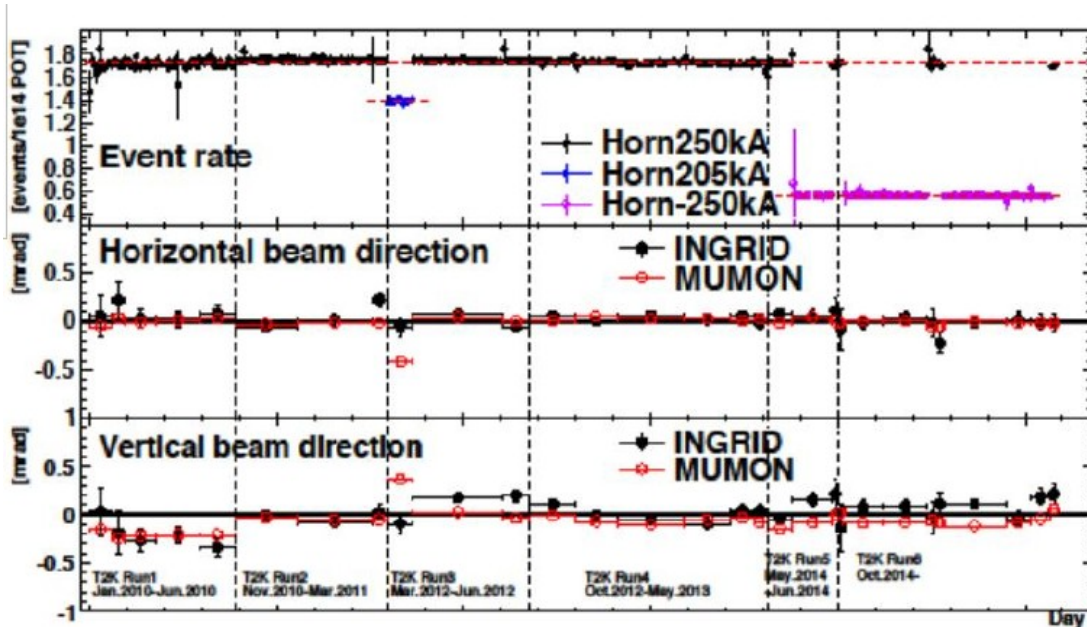 [events/1e14 POT]
1.8
1.6
1.4
1.2
1
0.8
0.6
0.4
Event rate
Horn250kA
Horn205kA
Horn-250kA
[mrad]
Horizontal beam direction
INGRID
MUMON
0.5
0
-0.5
1
[mrad]
Vertical beam direction
INGRID
MUMON
0.5
0
-0.5
-1
T2K Run1
Jan.2010-Jun.2010
T2K Run2
Nov.2010-Mar.2011
T2K Run3
Mar.2012-Jun.2012
T2K Run4
Oct.2012-May.2013
T2K Run5
May.2014
-Jun.2014
T2K Run6
Oct.2014-
Day